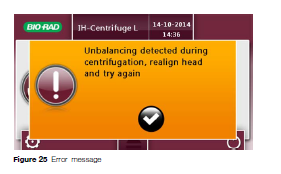 BIO-RAD
IH-Centrifuge L
14-10-2014
14:36
Unbalancing detected during
centrifugation, realign head
and try again
Figure 25 Error message